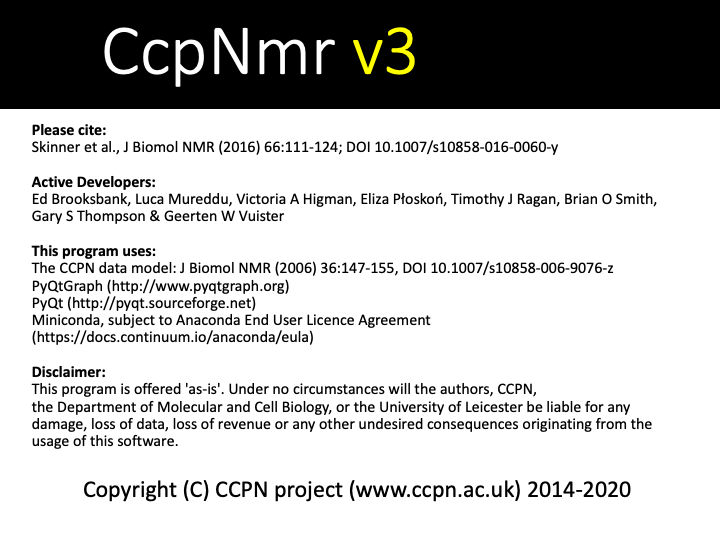 CcpNmr v3
Please cite:
Skinner et al., J Biomol NMR (2016) 66:111-124; DOI 10.1007/s10858-016-0060-y
Active Developers:
Ed Brooksbank, Luca Mureddu, Victoria A Higman, Eliza Płoskoń, Timothy J Ragan, Brian O Smith,
Gary S Thompson & Geerten W Vuister
This program uses:
The CCPN data model: J Biomol NMR (2006) 36:147-155, DOI 10.1007/s10858-006-9076-z
PyQtGraph (http://www.pyqtgraph.org)
PyQt (http://pyqt.sourceforge.net)
Miniconda, subject to Anaconda End User Licence Agreement
(https://docs.continuum.io/anaconda/eula)
Disclaimer:
This program is offered 'as-is'. Under no circumstances will the authors, CCPN,
the Department of Molecular and Cell Biology, or the University of Leicester be liable for any
damage, loss of data, loss of revenue or any other undesired consequences originating from the
usage of this software.
Copyright (C) CCPN project (www.ccpn.ac.uk) 2014-2020